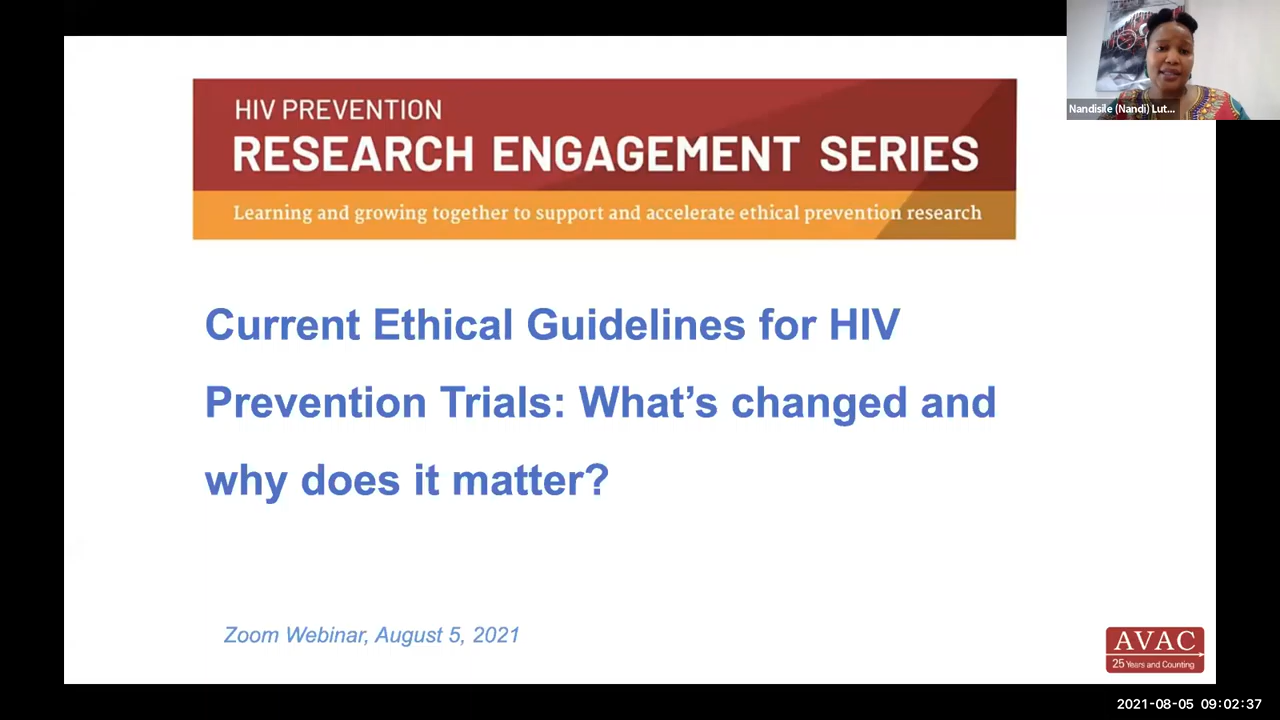 HIV PREVENTION
RESEARCH ENGAGEMENT SERIES
Learning and growing together to support and accelerate ethical prevention research
Nandisile (Nandi) Lut...
Current Ethical Guidelines for HIV
Prevention Trials: What's changed and
why does it matter?
Zoom Webinar, August 5, 2021
AVAC
25 Years and Counting
2021-08-05 09:02:37